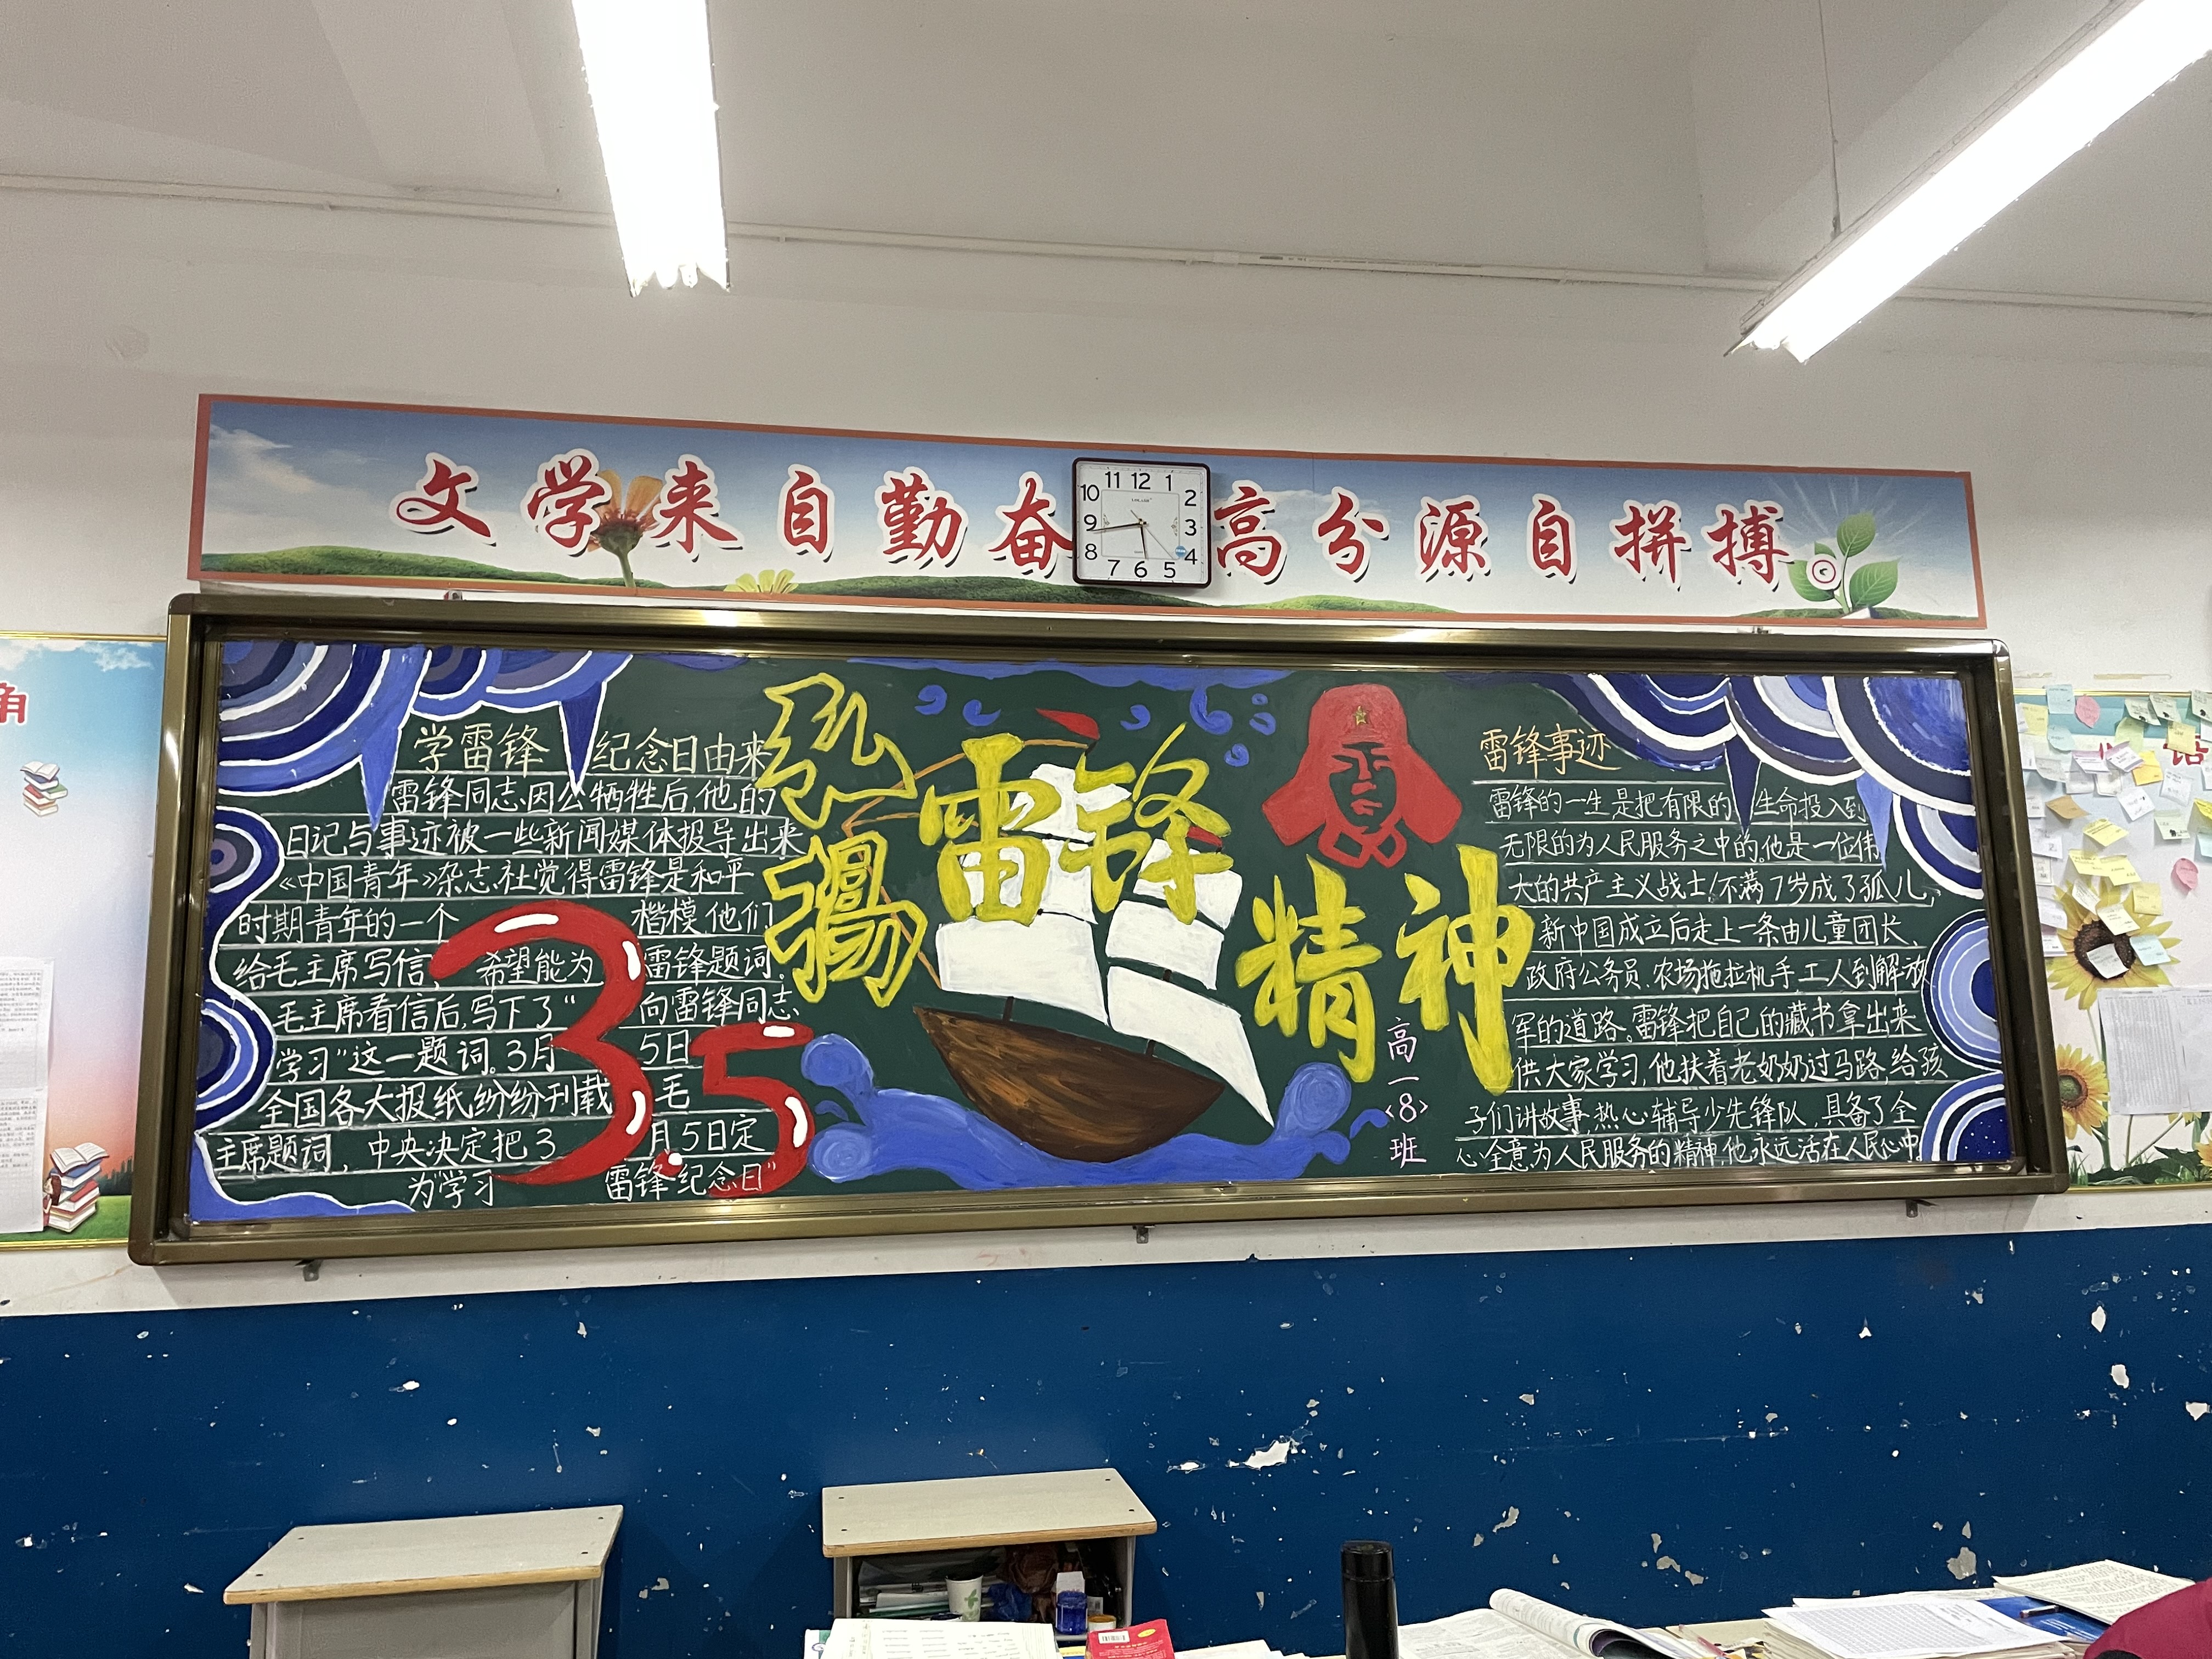 文学来自勤奋 高分源自拼搏
11 12 1
10 2
9 3
8 4
7 6 5
角
弘扬
雷锋
精神
学雷锋 纪念日由来
雷锋同志因公牺牲后,他的
日记与事迹被一些新闻媒体报导出来
《中国青年》杂志社觉得雷锋是和平
时期青年的一个 楷模,他们
给毛主席写信, 希望能为 雷锋题词.
毛主席看信后,写下了“ 向雷锋同志
学习”这一题词。3月 5日
全国各大报纸纷纷刊载 毛
主席题词, 中央决定把3 月5日定
为“学习 雷锋纪念日”
3.5
高一<8>班
雷锋事迹
雷锋的一生是把有限的 生命投入到
无限的为人民服务之中的。他是一位伟
大的共产主义战士!不满7岁成了孤儿,
新中国成立后走上一条由儿童团长、
政府公务员.农场拖拉机手.工人到解放
军的道路。雷锋把自己的藏书拿出来
供大家学习,他扶着老奶奶过马路,给孩
子们讲故事,热心辅导少先锋队,具备了全
心全意为人民服务的精神,他永远活在人民心中。